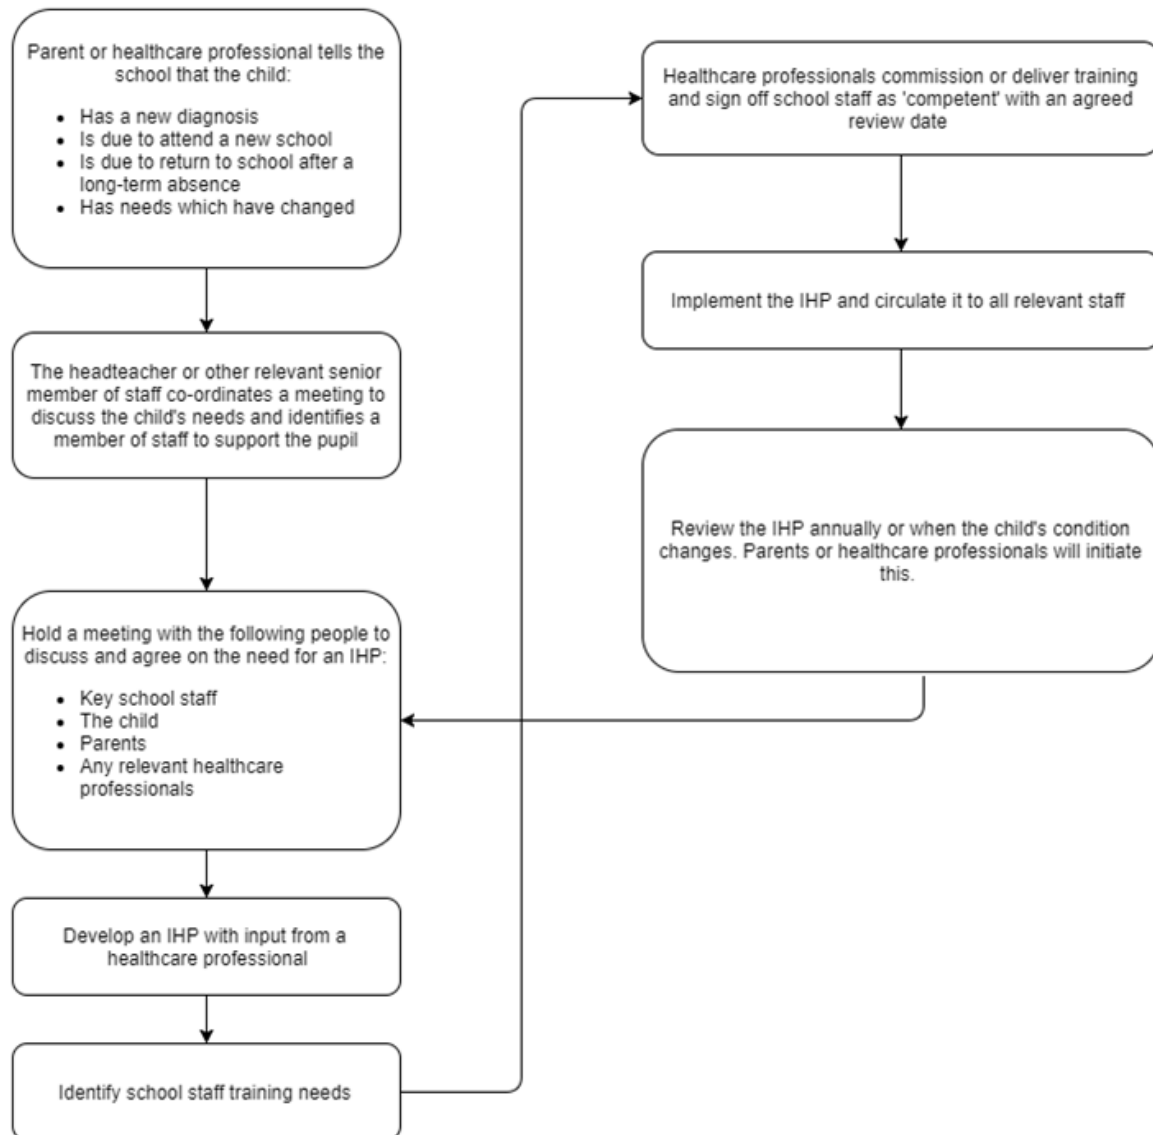 Parent or healthcare professional tells the
school that the child:
• Has a new diagnosis
• Is due to attend a new school
• Is due to return to school after a
long-term absence
• Has needs which have changed
The headteacher or other relevant senior
member of staff co-ordinates a meeting to
discuss the child's needs and identifies a
member of staff to support the pupil
Hold a meeting with the following people to
discuss and agree on the need for an IHP:
• Key school staff
• The child
• Parents
• Any relevant healthcare
professionals
Develop an IHP with input from a
healthcare professional
Identify school staff training needs
Healthcare professionals commission or deliver training
and sign off school staff as 'competent' with an agreed
review date
Implement the IHP and circulate it to all relevant staff
Review the IHP annually or when the child's condition
changes. Parents or healthcare professionals will initiate
this.